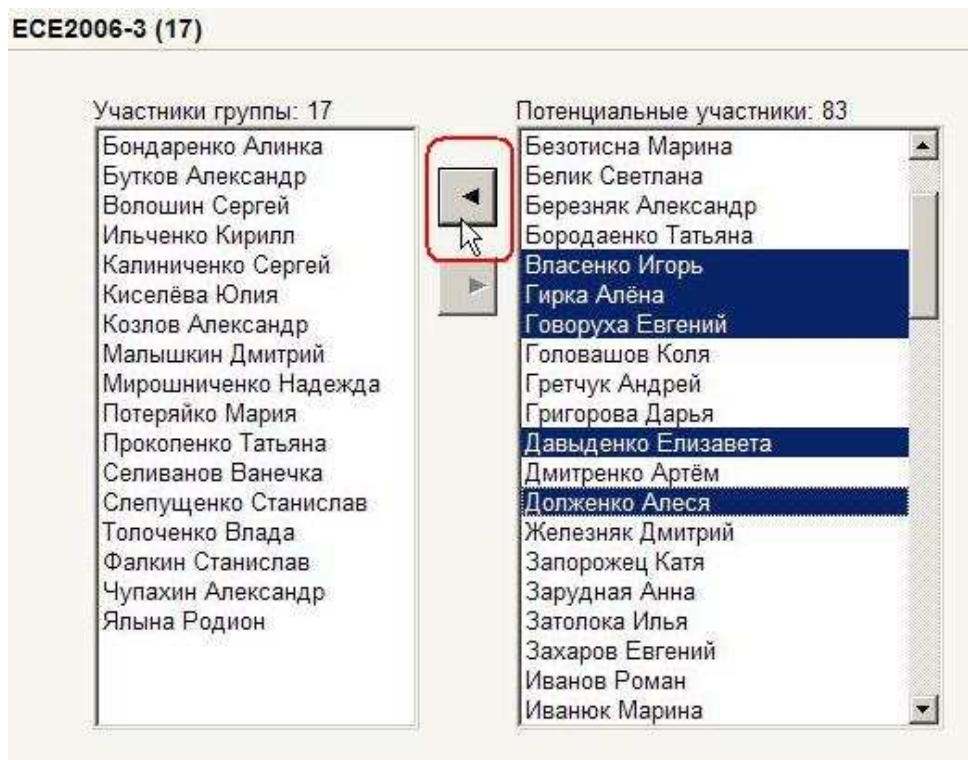 ECE2006-3 (17)
Участники группы: 17
Бондаренко Алинка
Бутков Александр
Волошин Сергей
Ильченко Кирилл
Калиниченко Сергей
Киселёва Юлия
Козлов Александр
Малышкин Дмитрий
Мирошниченко Надежда
Потеряйко Мария
Прокопенко Татьяна
Селиванов Ванечка
Слепущенко Станислав
Толоченко Влада
Фалкин Станислав
Чупахин Александр
Ялына Родион
Потенциальные участники: 83
Безотисна Марина
Белик Светлана
Березняк Александр
Бородаенко Татьяна
Власенко Игорь
Гирка Алёна
Говоруха Евгений
Головашов Коля
Гретчук Андрей
Григорова Дарья
Давыденко Елизавета
Дмитренко Артём
Долженко Алеся
Железняк Дмитрий
Запорожец Катя
Зарудная Анна
Затолока Илья
Захаров Евгений
Иванов Роман
Иванюк Марина